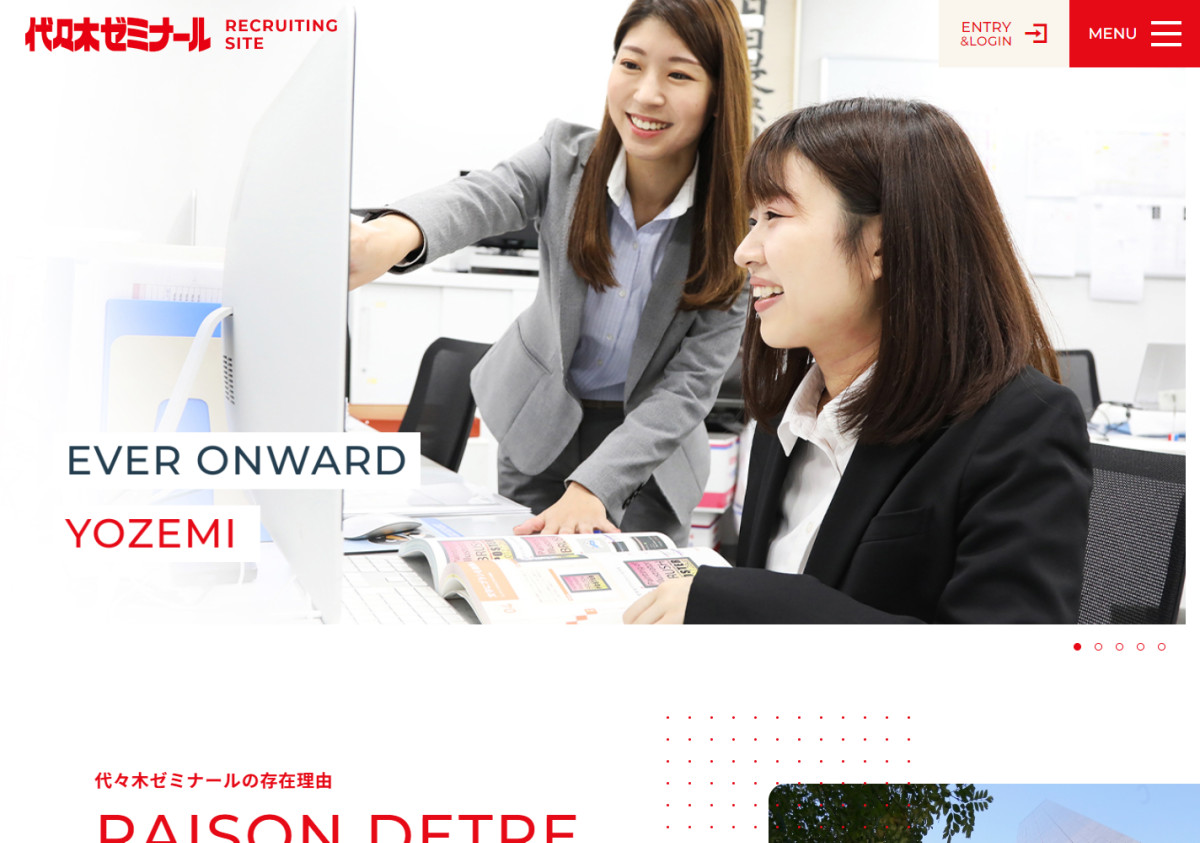 代々木ゼミナール
RECRUITING
SITE
ENTRY
&LOGIN
MENU
EVER ONWARD
YOZEMI
代々木ゼミナールの存在理由
RAISON DETRE